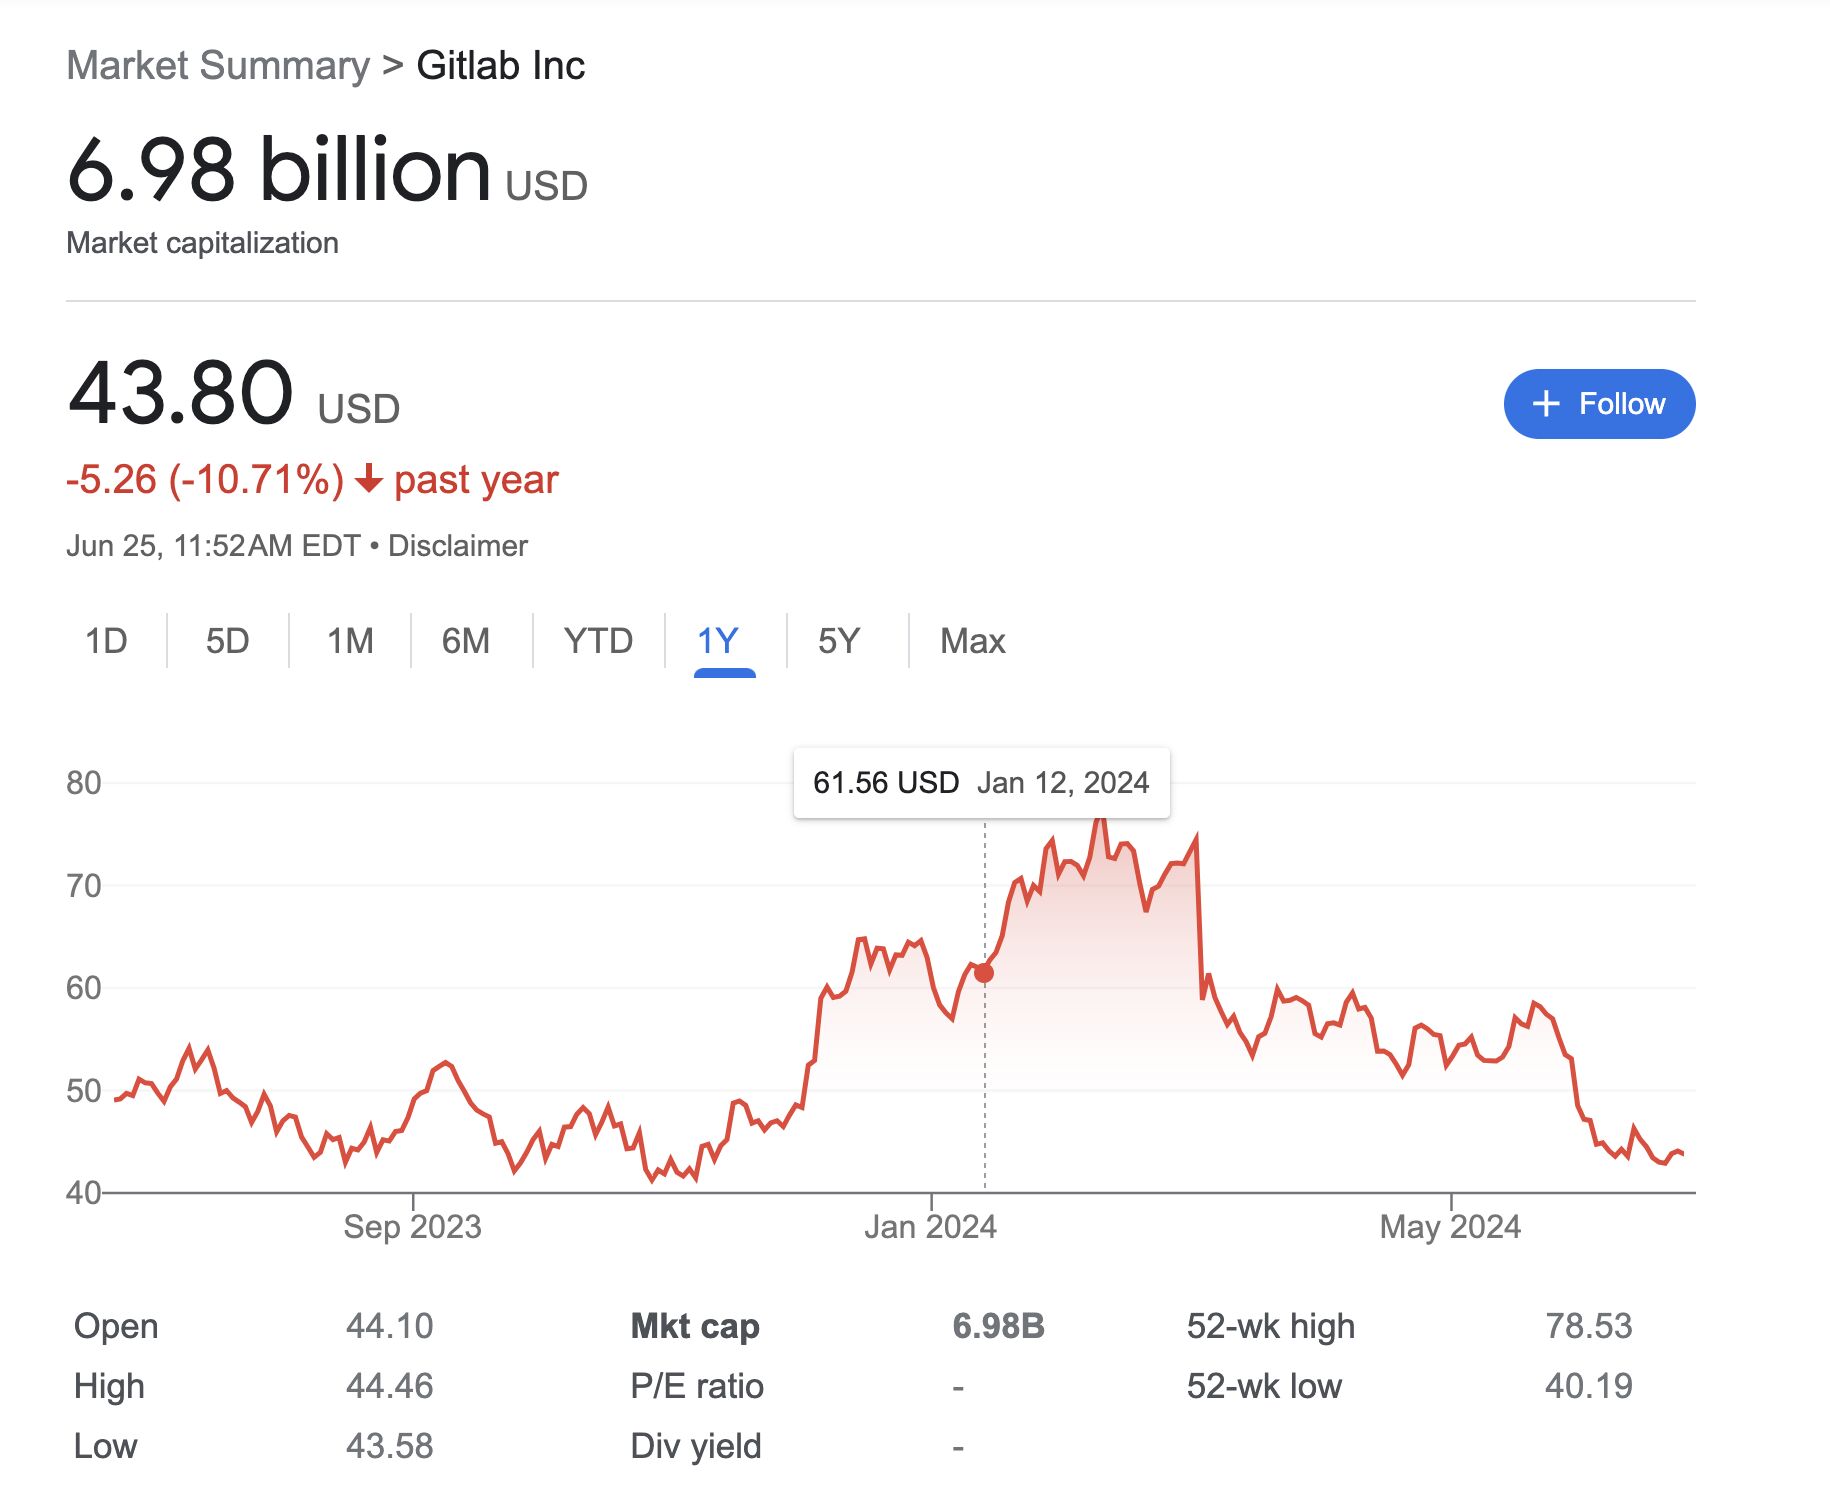 Market Summary > Gitlab Inc
6.98 billion USD
Market capitalization
43.80 USD
+ Follow
-5.26 (-10.71%) ↓ past year
Jun 25, 11:52 AM EDT • Disclaimer
1D 5D 1M 6M YTD 1Y 5Y Max
61.56 USD Jan 12, 2024
80
70
60
50
40
Sep 2023 Jan 2024 May 2024
Open 44.10 Mkt cap 6.98B 52-wk high 78.53
High 44.46 P/E ratio - 52-wk low 40.19
Low 43.58 Div yield -